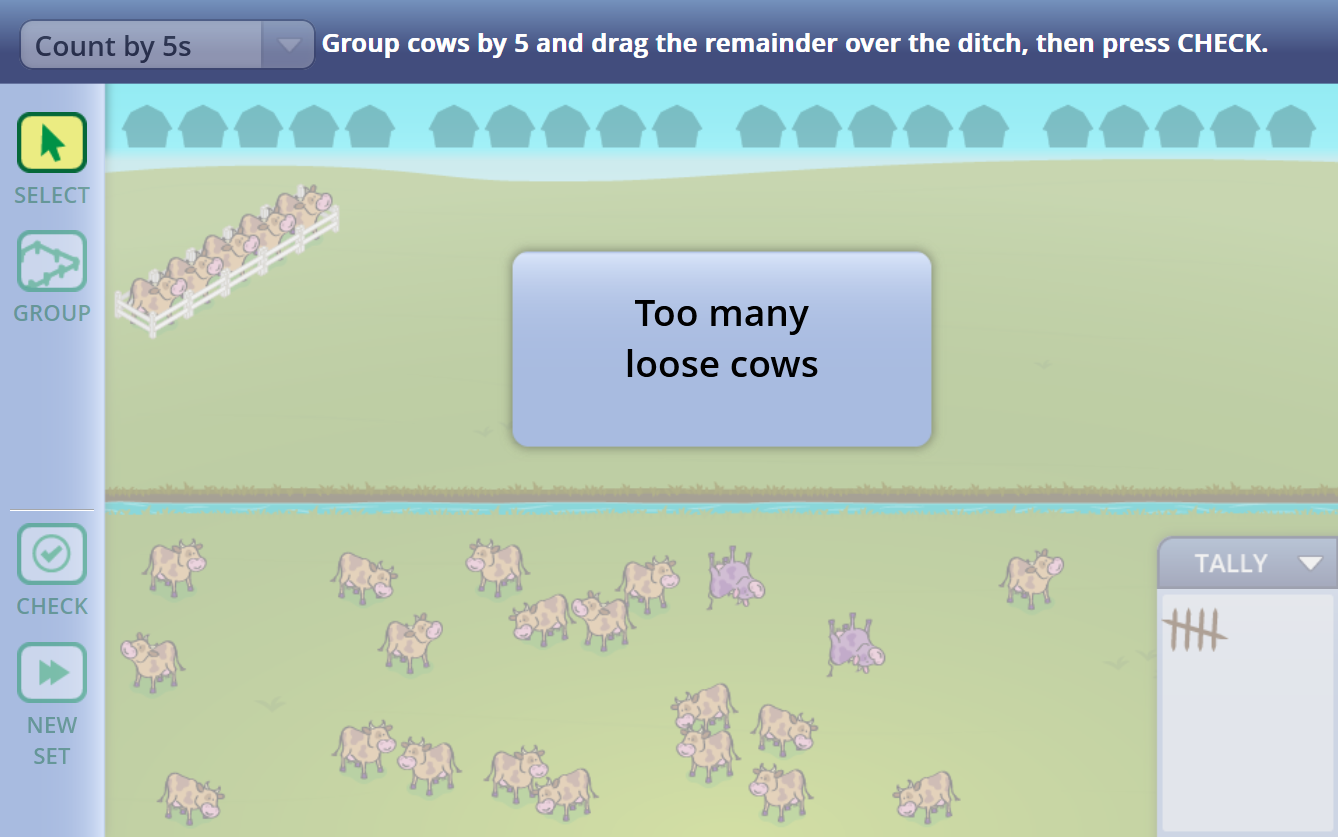 Count by 5s
Group cows by 5 and drag the remainder over the ditch, then press CHECK.
SELECT
GROUP
Too many
loose cows
CHECK
NEW
SET
TALLY